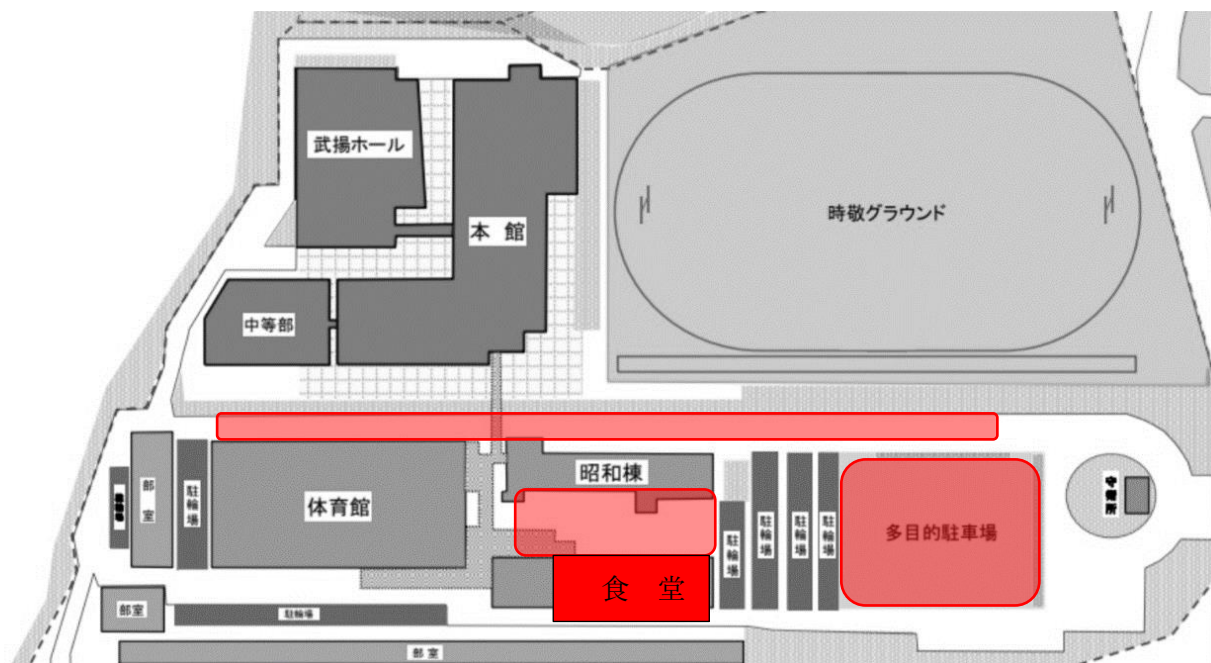 武揚ホール
本 館
時敬グラウンド
中等部
昭和棟
体育館
部室
駐輪場
駐輪場
駐輪場
駐輪場
駐輪場
多目的駐車場
守衛所
食 堂
部室
駐輪場
部室